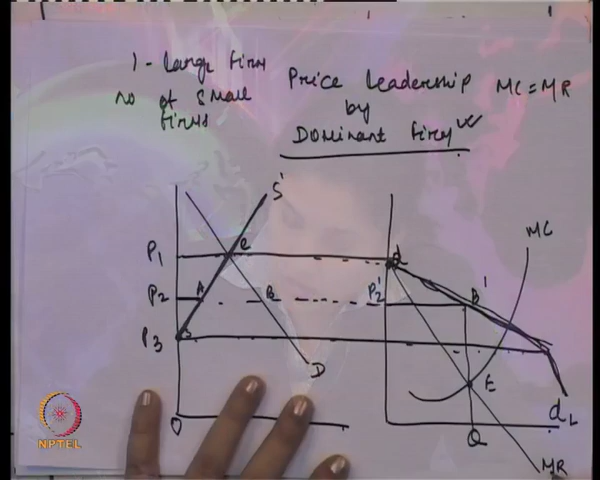 1 - Large firm
no of small
firms
Price Leadership
by
Dominant firm
MC = MR
S'
P1
e
P2
A
B
P3
S
D
O
d
MC
P2'
B'
E
dL
Q
MR
NPTEL